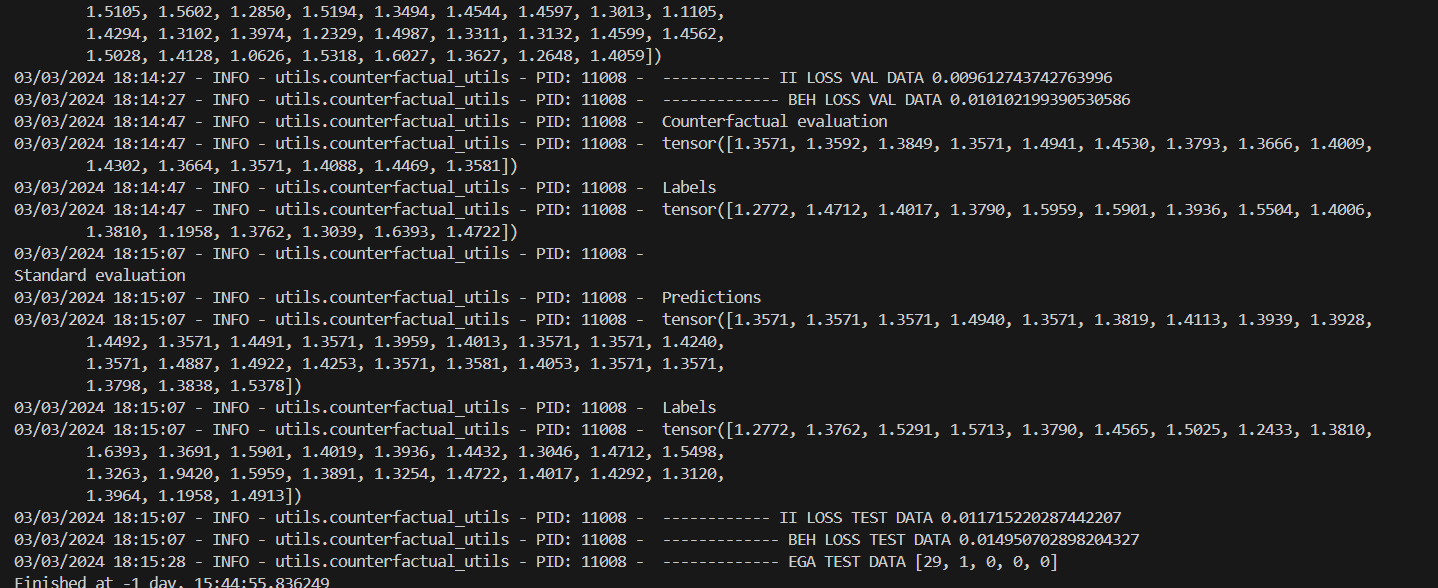 1.5105, 1.5602, 1.2850, 1.5194, 1.3494, 1.4544, 1.4597, 1.3013, 1.1105,
1.4294, 1.3102, 1.3974, 1.2329, 1.4987, 1.3311, 1.3132, 1.4599, 1.4562,
1.5028, 1.4128, 1.0626, 1.5318, 1.6027, 1.3627, 1.2648, 1.4059])
03/03/2024 18:14:27 - INFO - utils.counterfactual_utils - PID: 11008 -  ------------ II LOSS VAL DATA 0.009612743742763996
03/03/2024 18:14:27 - INFO - utils.counterfactual_utils - PID: 11008 -  ------------- BEH LOSS VAL DATA 0.010102199390530586
03/03/2024 18:14:47 - INFO - utils.counterfactual_utils - PID: 11008 -  Counterfactual evaluation
03/03/2024 18:14:47 - INFO - utils.counterfactual_utils - PID: 11008 -  tensor([1.3571, 1.3592, 1.3849, 1.3571, 1.4941, 1.4530, 1.3793, 1.3666, 1.4009,
1.4302, 1.3664, 1.3571, 1.4088, 1.4469, 1.3581])
03/03/2024 18:14:47 - INFO - utils.counterfactual_utils - PID: 11008 -  Labels
03/03/2024 18:14:47 - INFO - utils.counterfactual_utils - PID: 11008 -  tensor([1.2772, 1.4712, 1.4017, 1.3790, 1.5959, 1.5901, 1.3936, 1.5504, 1.4006,
1.3810, 1.1958, 1.3762, 1.3039, 1.6393, 1.4722])
03/03/2024 18:15:07 - INFO - utils.counterfactual_utils - PID: 11008 -
Standard evaluation
03/03/2024 18:15:07 - INFO - utils.counterfactual_utils - PID: 11008 -  Predictions
03/03/2024 18:15:07 - INFO - utils.counterfactual_utils - PID: 11008 -  tensor([1.3571, 1.3571, 1.3571, 1.4940, 1.3571, 1.3819, 1.4113, 1.3939, 1.3928,
1.4492, 1.3571, 1.4491, 1.3571, 1.3959, 1.4013, 1.3571, 1.3571, 1.4240,
1.3571, 1.4887, 1.4922, 1.4253, 1.3571, 1.3581, 1.4053, 1.3571, 1.3571,
1.3798, 1.3838, 1.5378])
03/03/2024 18:15:07 - INFO - utils.counterfactual_utils - PID: 11008 -  Labels
03/03/2024 18:15:07 - INFO - utils.counterfactual_utils - PID: 11008 -  tensor([1.2772, 1.3762, 1.5291, 1.5713, 1.3790, 1.4565, 1.5025, 1.2433, 1.3810,
1.6393, 1.3691, 1.5901, 1.4019, 1.3936, 1.4432, 1.3046, 1.4712, 1.5498,
1.3263, 1.9420, 1.5959, 1.3891, 1.3254, 1.4722, 1.4017, 1.4292, 1.3120,
1.3964, 1.1958, 1.4913])
03/03/2024 18:15:07 - INFO - utils.counterfactual_utils - PID: 11008 -  ------------ II LOSS TEST DATA 0.011715220287442207
03/03/2024 18:15:07 - INFO - utils.counterfactual_utils - PID: 11008 -  ------------- BEH LOSS TEST DATA 0.014950702898204327
03/03/2024 18:15:28 - INFO - utils.counterfactual_utils - PID: 11008 -  ------------- EGA TEST DATA [29, 1, 0, 0, 0]
Finished at -1 day, 15:44:55.836249